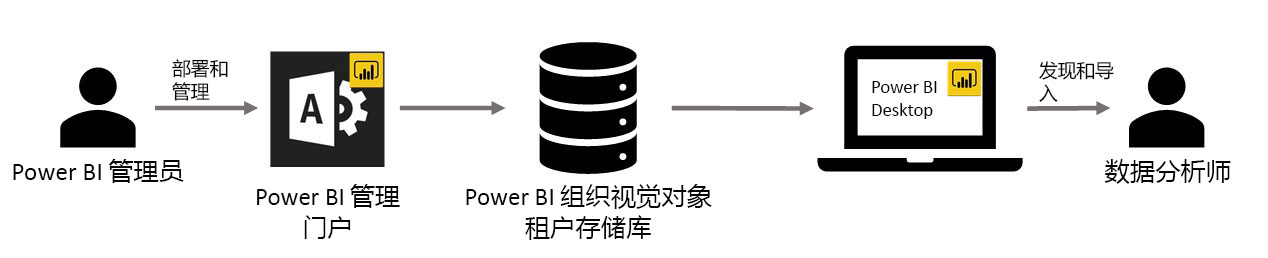 部署和
管理
Power BI 管理员
A
Power BI 管理
门户
Power BI 组织视觉对象
租户存储库
Power BI
Desktop
发现和导
入
数据分析师